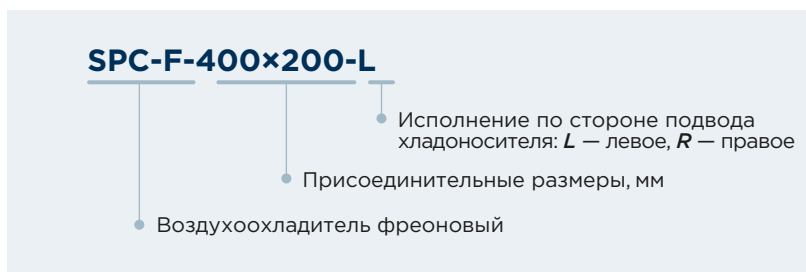 SPC-F-400×200-L
Исполнение по стороне подвода
хладоносителя: L — левое, R — правое
Присоединительные размеры, мм
Воздухоохладитель фреоновый